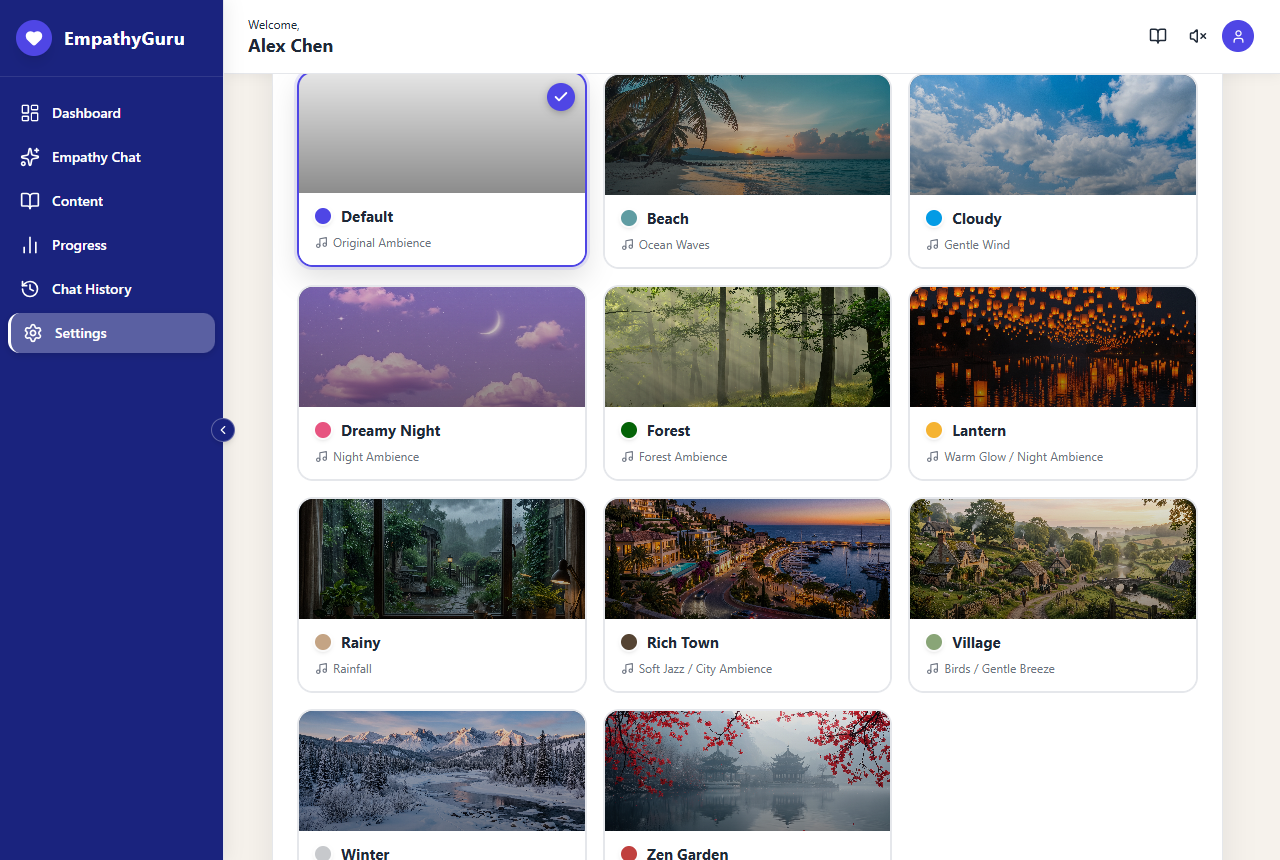 EmpathyGuru
Welcome,
Alex Chen
Dashboard
Empathy Chat
Content
Progress
Chat History
Settings
Default
Original Ambience
Beach
Ocean Waves
Cloudy
Gentle Wind
Dreamy Night
Night Ambience
Forest
Forest Ambience
Lantern
Warm Glow / Night Ambience
Rainy
Rainfall
Rich Town
Soft Jazz / City Ambience
Village
Birds / Gentle Breeze
Winter
Zen Garden